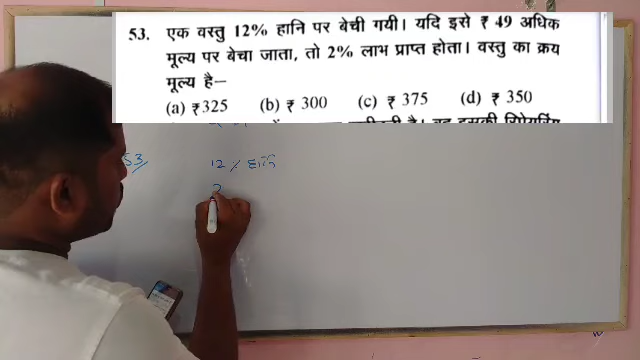 53. एक वस्तु 12% हानि पर बेची गयी। यदि इसे ₹ 49 अधिक
मूल्य पर बेचा जाता, तो 2% लाभ प्राप्त होता। वस्तु का क्रय
मूल्य है–
(a) ₹325 (b) ₹ 300 (c) ₹ 375 (d) ₹ 350
53
12 % हानि
2